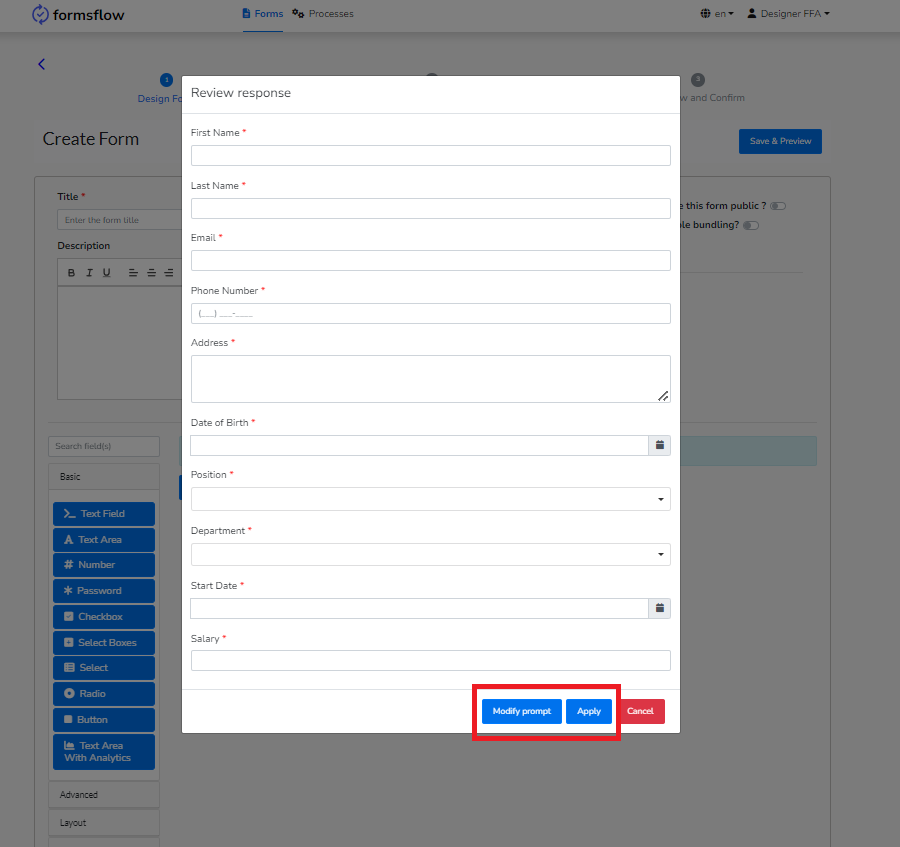 formsflow
Forms
Processes
en
Designer FFA
1
3
Design Fo
w and Confirm
Create Form
Save & Preview
Title *
Enter the form title
Description
B I U
e this form public ?
le bundling?
Search field(s)
Basic
Text Field
Text Area
Number
Password
Checkbox
Select Boxes
Select
Radio
Button
Text Area
With Analytics
Advanced
Layout
Review response
First Name *
Last Name *
Email *
Phone Number *
(___) ___-____
Address *
Date of Birth *
Position *
Department *
Start Date *
Salary *
Modify prompt
Apply
Cancel